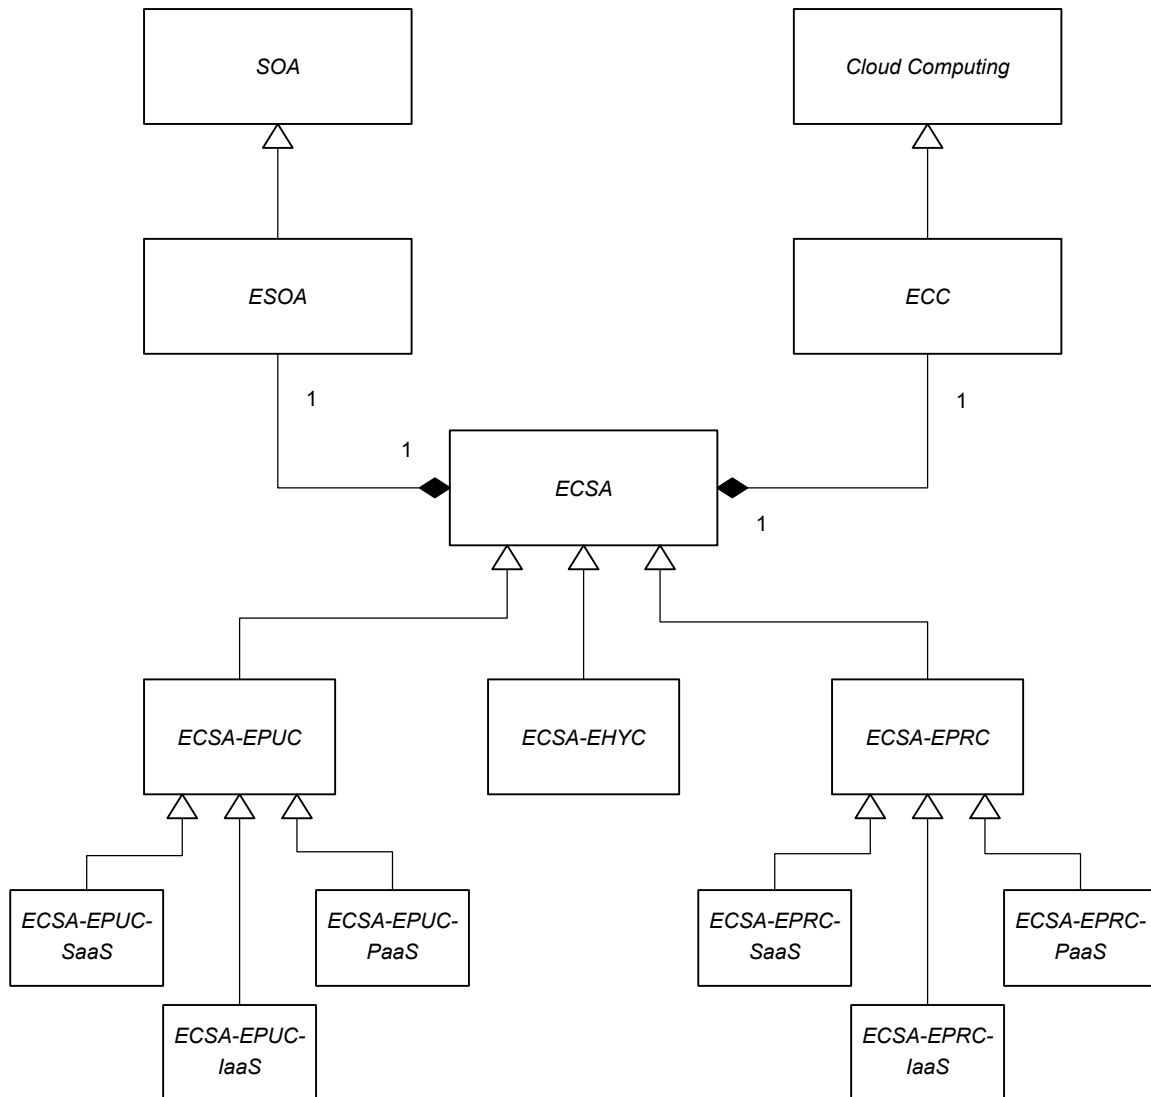 SOA
Cloud Computing
ESOA
ECC
1
1
1
ECSA
1
ECSA-EPUC
ECSA-EHYC
ECSA-EPRC
ECSA-EPUC-
SaaS
ECSA-EPUC-
PaaS
ECSA-EPRC-
SaaS
ECSA-EPRC-
PaaS
ECSA-EPUC-
IaaS
ECSA-EPRC-
IaaS